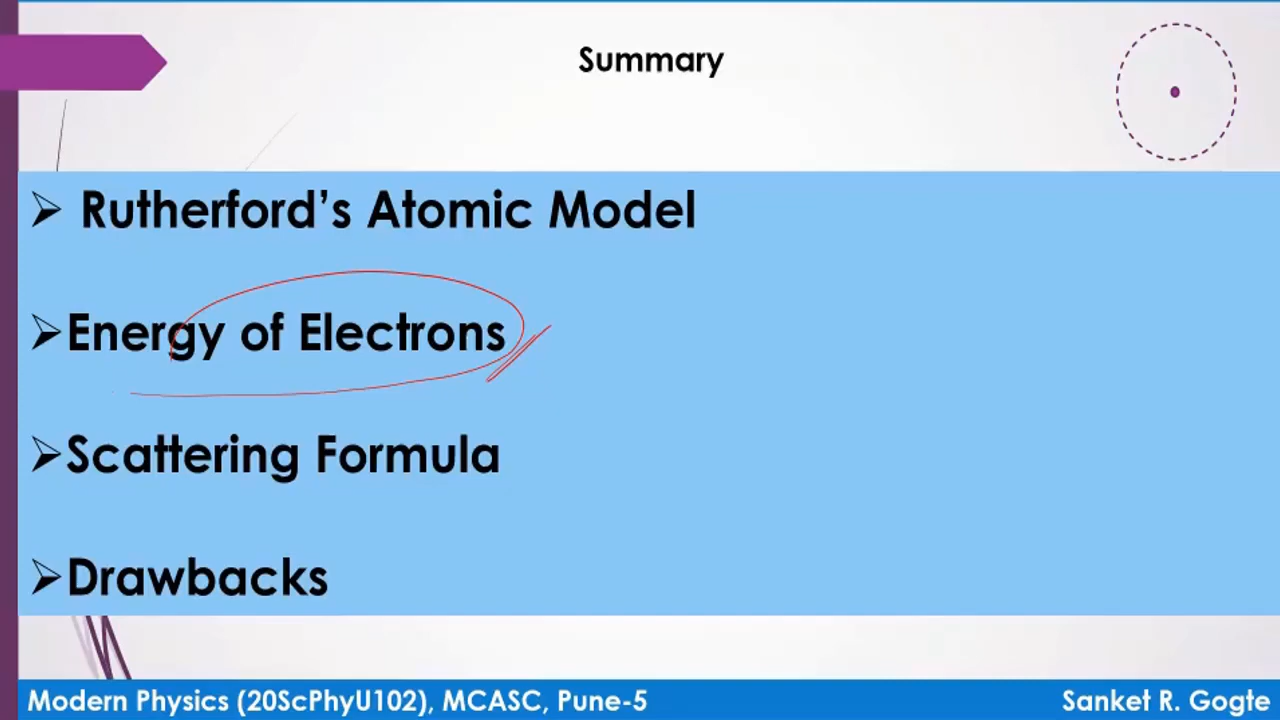 Summary
➢ Rutherford’s Atomic Model
➢Energy of Electrons
➢Scattering Formula
➢Drawbacks
Modern Physics (20ScPhyU102), MCASC, Pune-5
Sanket R. Gogte